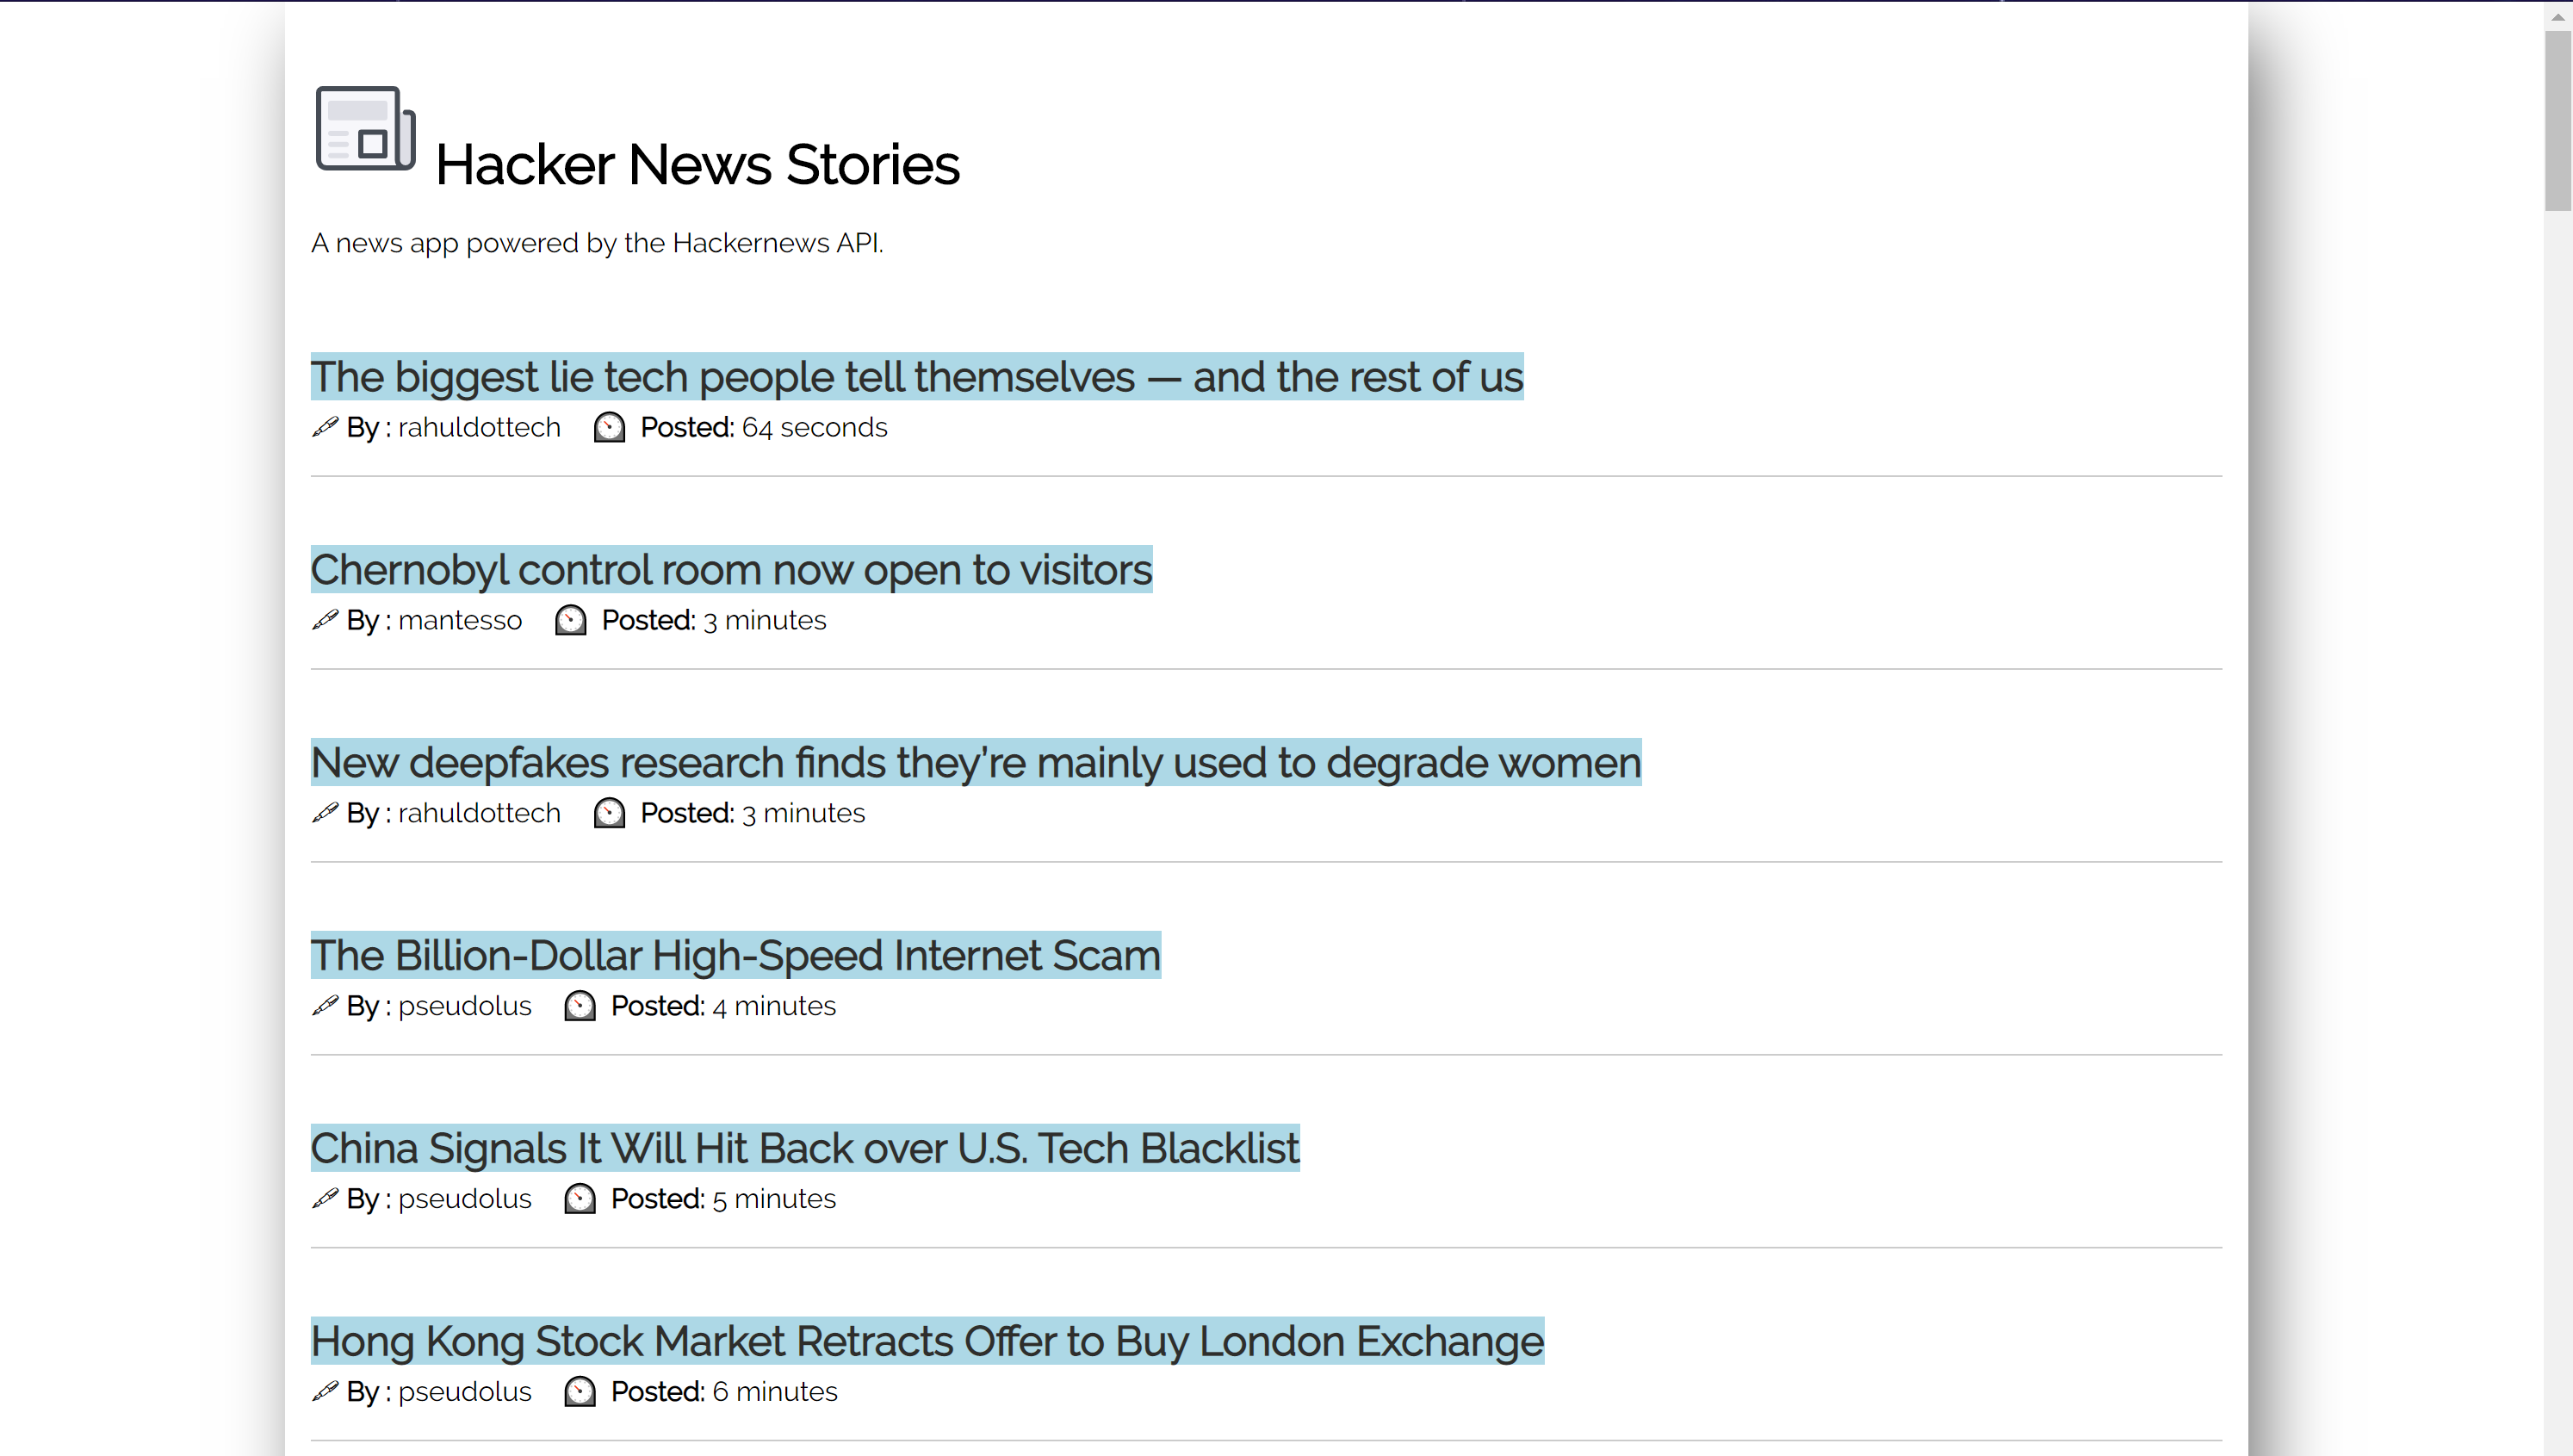 Hacker News Stories
A news app powered by the Hackernews API.
The biggest lie tech people tell themselves — and the rest of us
By : rahuldottech Posted: 64 seconds
Chernobyl control room now open to visitors
By : mantesso Posted: 3 minutes
New deepfakes research finds they’re mainly used to degrade women
By : rahuldottech Posted: 3 minutes
The Billion-Dollar High-Speed Internet Scam
By : pseudolus Posted: 4 minutes
China Signals It Will Hit Back over U.S. Tech Blacklist
By : pseudolus Posted: 5 minutes
Hong Kong Stock Market Retracts Offer to Buy London Exchange
By : pseudolus Posted: 6 minutes